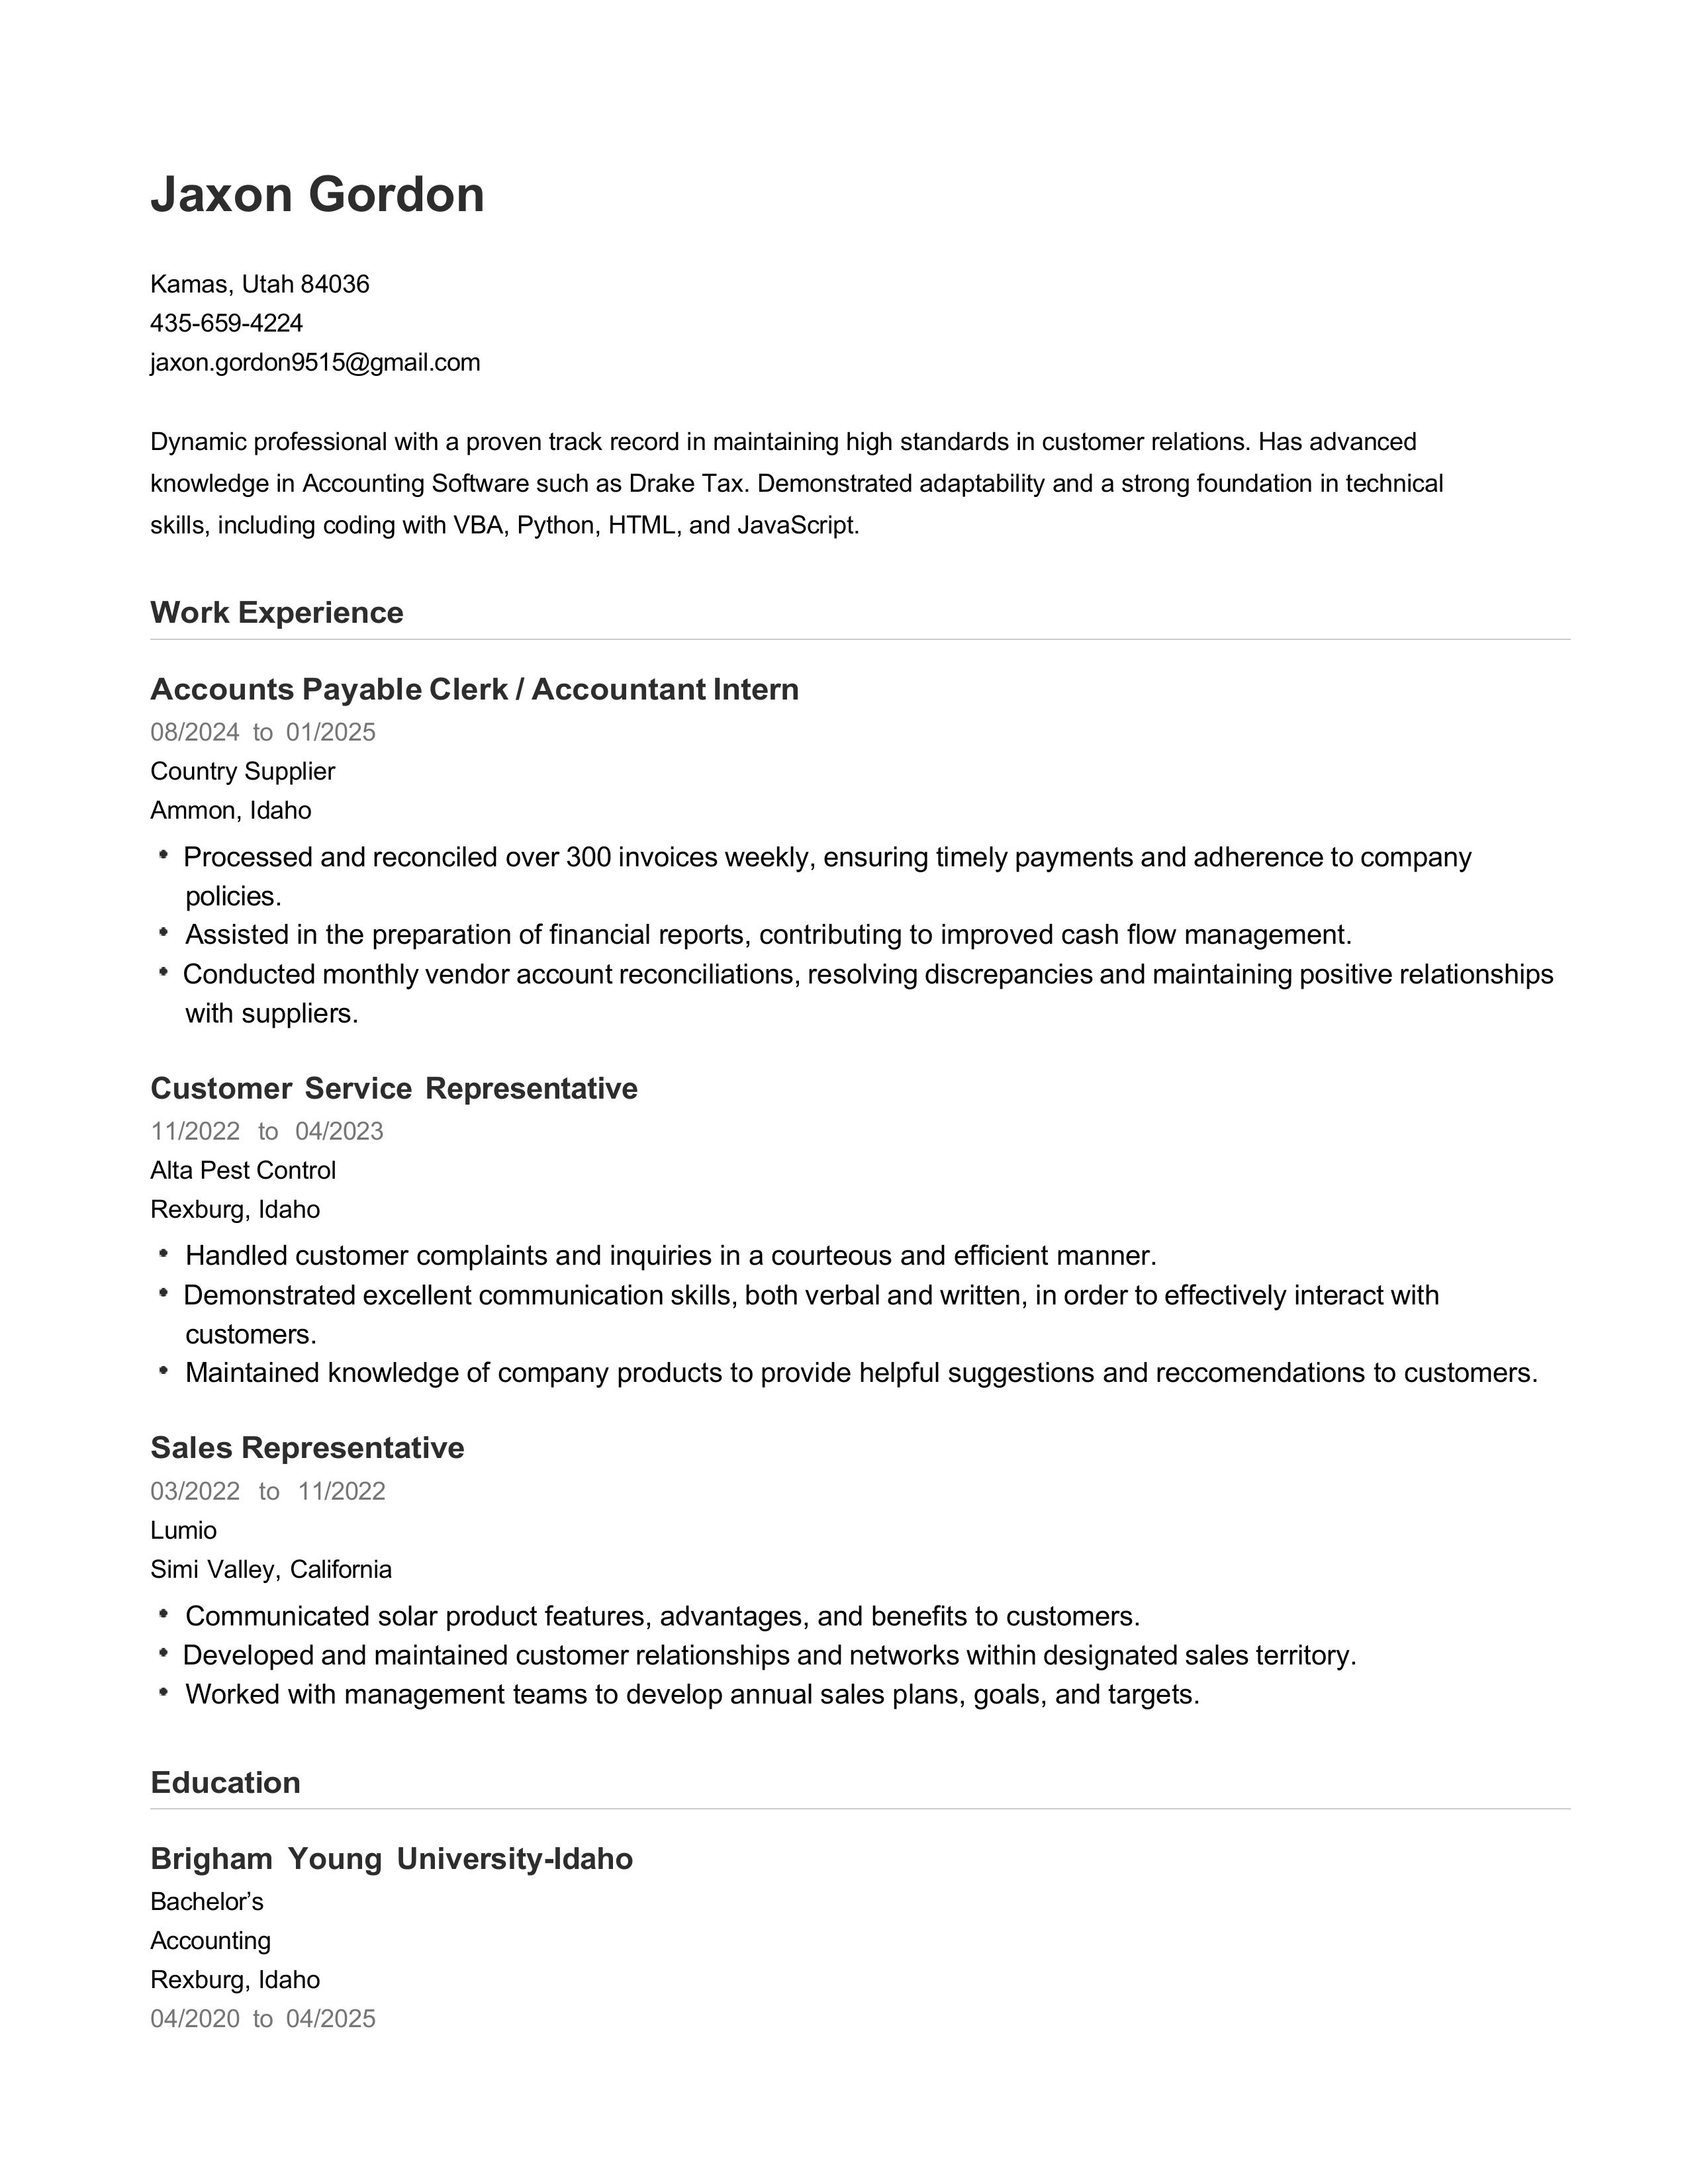 Jaxon Gordon
Kamas, Utah 84036
435-659-4224
jaxon.gordon9515@gmail.com
Dynamic professional with a proven track record in maintaining high standards in customer relations. Has advanced
knowledge in Accounting Software such as Drake Tax. Demonstrated adaptability and a strong foundation in technical
skills, including coding with VBA, Python, HTML, and JavaScript.
Work Experience
Accounts Payable Clerk / Accountant Intern
08/2024 to 01/2025
Country Supplier
Ammon, Idaho
• Processed and reconciled over 300 invoices weekly, ensuring timely payments and adherence to company
policies.
• Assisted in the preparation of financial reports, contributing to improved cash flow management.
• Conducted monthly vendor account reconciliations, resolving discrepancies and maintaining positive relationships
with suppliers.
Customer Service Representative
11/2022 to 04/2023
Alta Pest Control
Rexburg, Idaho
• Handled customer complaints and inquiries in a courteous and efficient manner.
• Demonstrated excellent communication skills, both verbal and written, in order to effectively interact with
customers.
• Maintained knowledge of company products to provide helpful suggestions and reccomendations to customers.
Sales Representative
03/2022 to 11/2022
Lumio
Simi Valley, California
• Communicated solar product features, advantages, and benefits to customers.
• Developed and maintained customer relationships and networks within designated sales territory.
• Worked with management teams to develop annual sales plans, goals, and targets.
Education
Brigham Young University-Idaho
Bachelor’s
Accounting
Rexburg, Idaho
04/2020 to 04/2025